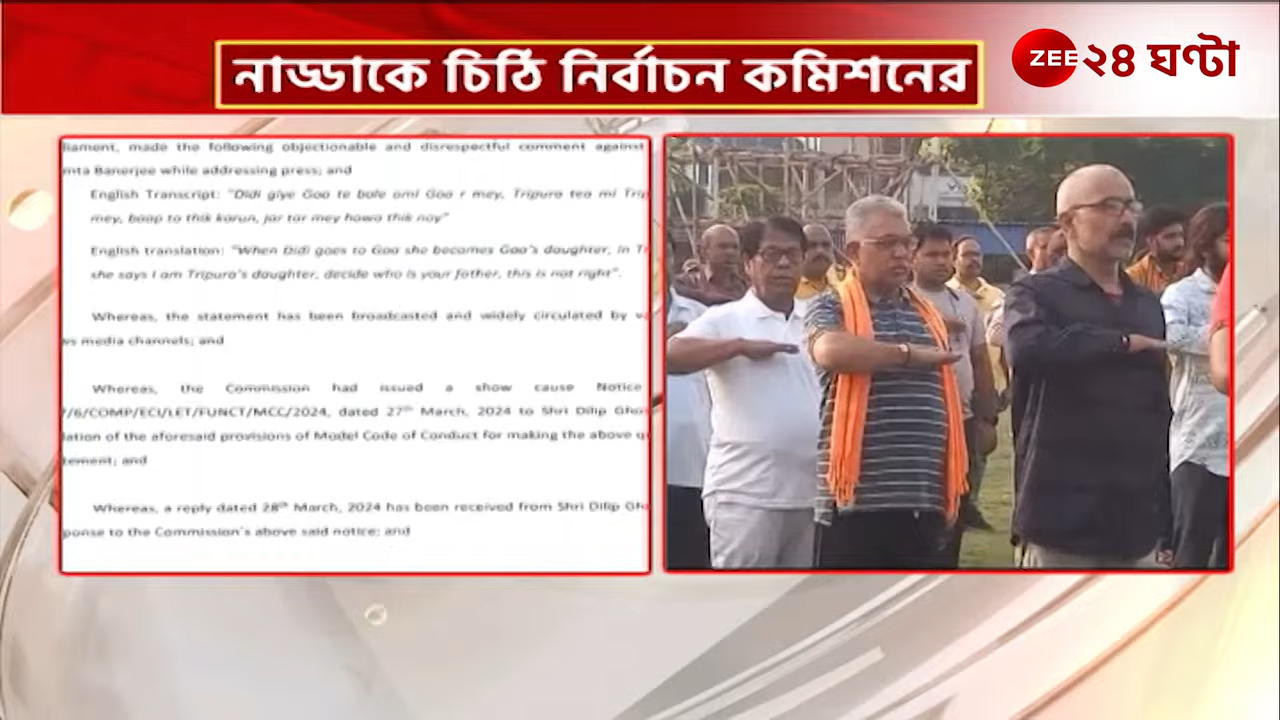 নাড্ডাকে চিঠি নির্বাচন কমিশনের
ZEE ২৪ ঘণ্টা
liament, made the following objectionable and disrespectful comment against
mta Banerjee while addressing press; and
English Transcript: "Didi giye Goa te bole ami Goa r mey, Tripura tea mi Trip
mey, baap to thik karun, jar tar mey howa thik noy"
English translation: "When Didi goes to Goa she becomes Goa's daughter, in Tr
she says I am Tripura's daughter, decide who is your father, this is not right".
Whereas, the statement has been broadcasted and widely circulated by va
ws media channels; and
Whereas, the Commission had issued a show cause Notice
'/6/COMP/ECI/LET/FUNCT/MCC/2024, dated 27th March, 2024 to Shri Dilip Gho
lation of the aforesaid provisions of Model Code of Conduct for making the above q
tement; and
Whereas, a reply dated 28th March, 2024 has been received from Shri Dilip Gho
ponse to the Commission's above said notice; and